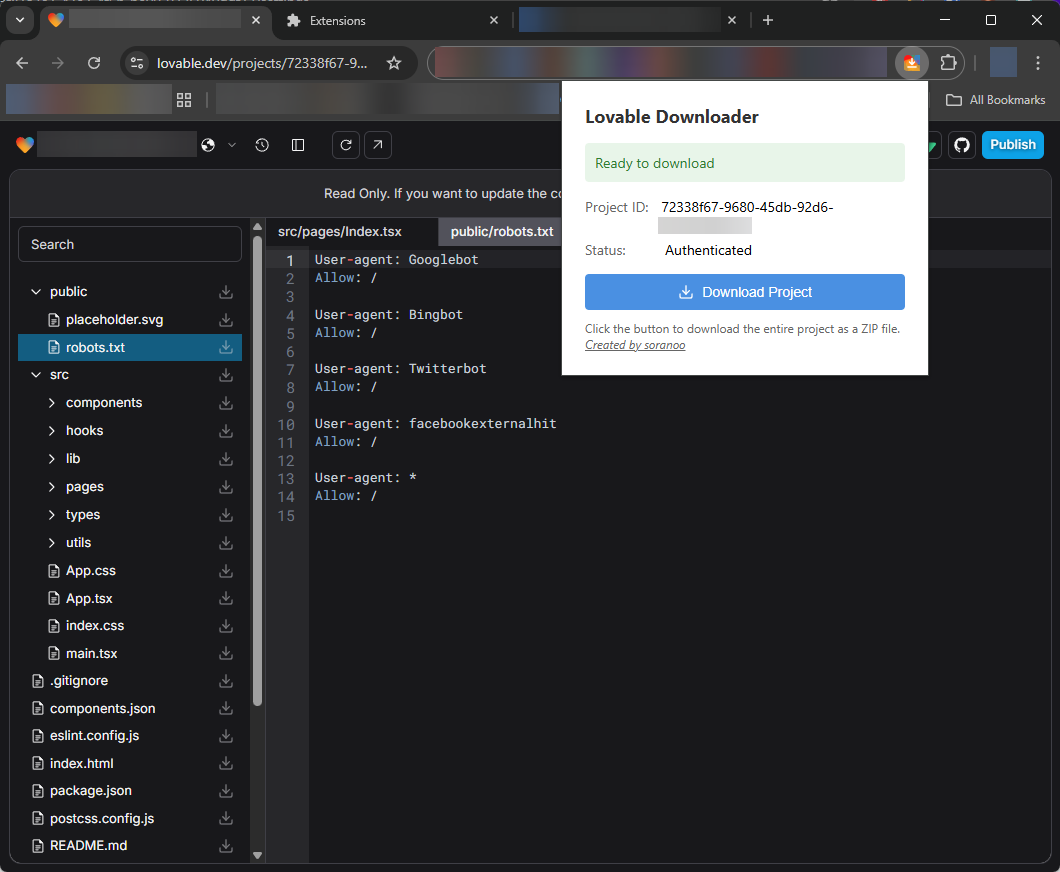 Extensions
lovable.dev/projects/72338f67-9...
All Bookmarks
Publish
Lovable Downloader
Ready to download
Project ID: 72338f67-9680-45db-92d6-
Status: Authenticated
Download Project
Click the button to download the entire project as a ZIP file.
Created by soranoo
Read Only. If you want to update the co
Search
public
placeholder.svg
robots.txt
src
components
hooks
lib
pages
types
utils
App.css
App.tsx
index.css
main.tsx
.gitignore
components.json
eslint.config.js
index.html
package.json
postcss.config.js
README.md
src/pages/Index.tsx public/robots.txt
1 User-agent: Googlebot
2 Allow: /
3
4 User-agent: Bingbot
5 Allow: /
6
7 User-agent: Twitterbot
8 Allow: /
9
10 User-agent: facebookexternalhit
11 Allow: /
12
13 User-agent: *
14 Allow: /
15